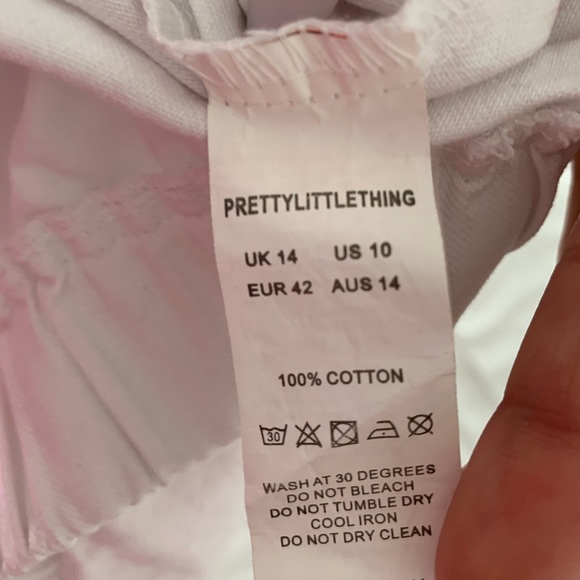 PRETTYLiTTLETHiNG
UK 14 US 10
EUR 42 AUS 14
100% COTTON
30
WASH AT 30 DEGREES
DO NOT BLEACH
DO NOT TUMBLE DRY
COOL IRON
DO NOT DRY CLEAN